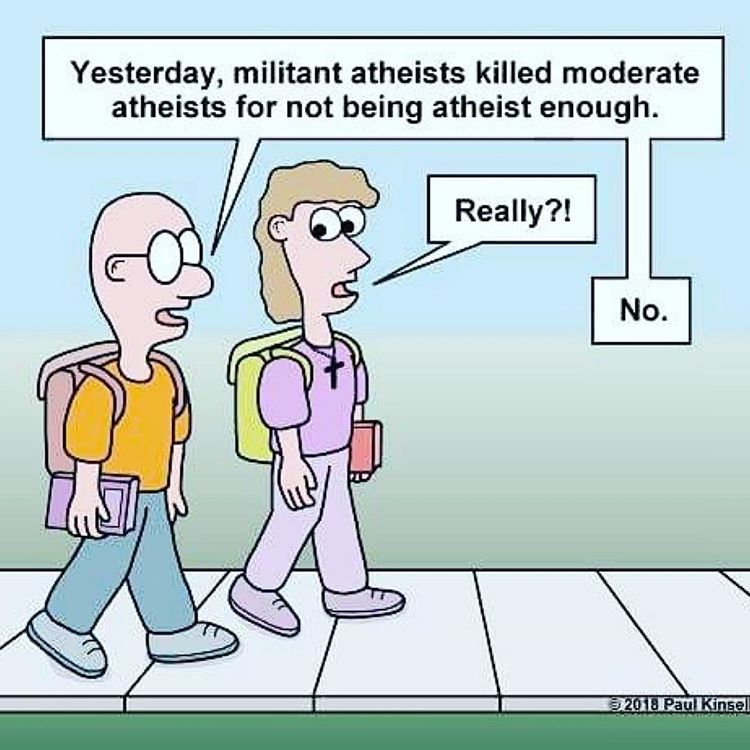 Yesterday, militant atheists killed moderate
atheists for not being atheist enough.
Really?!
No.
© 2018 Paul Kinsel